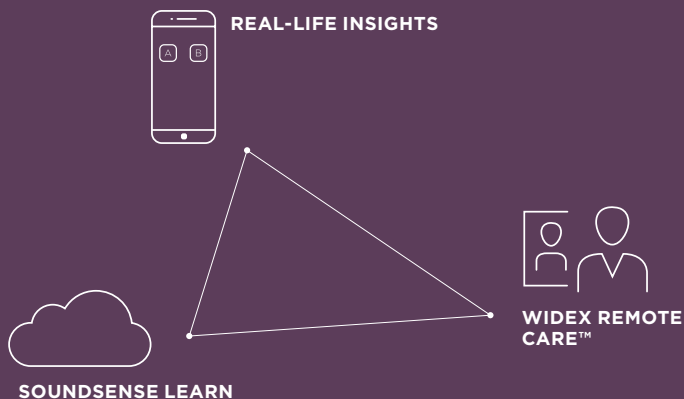 REAL-LIFE INSIGHTS
A B
WIDEX REMOTE
CARE™
SOUNDSENSE LEARN